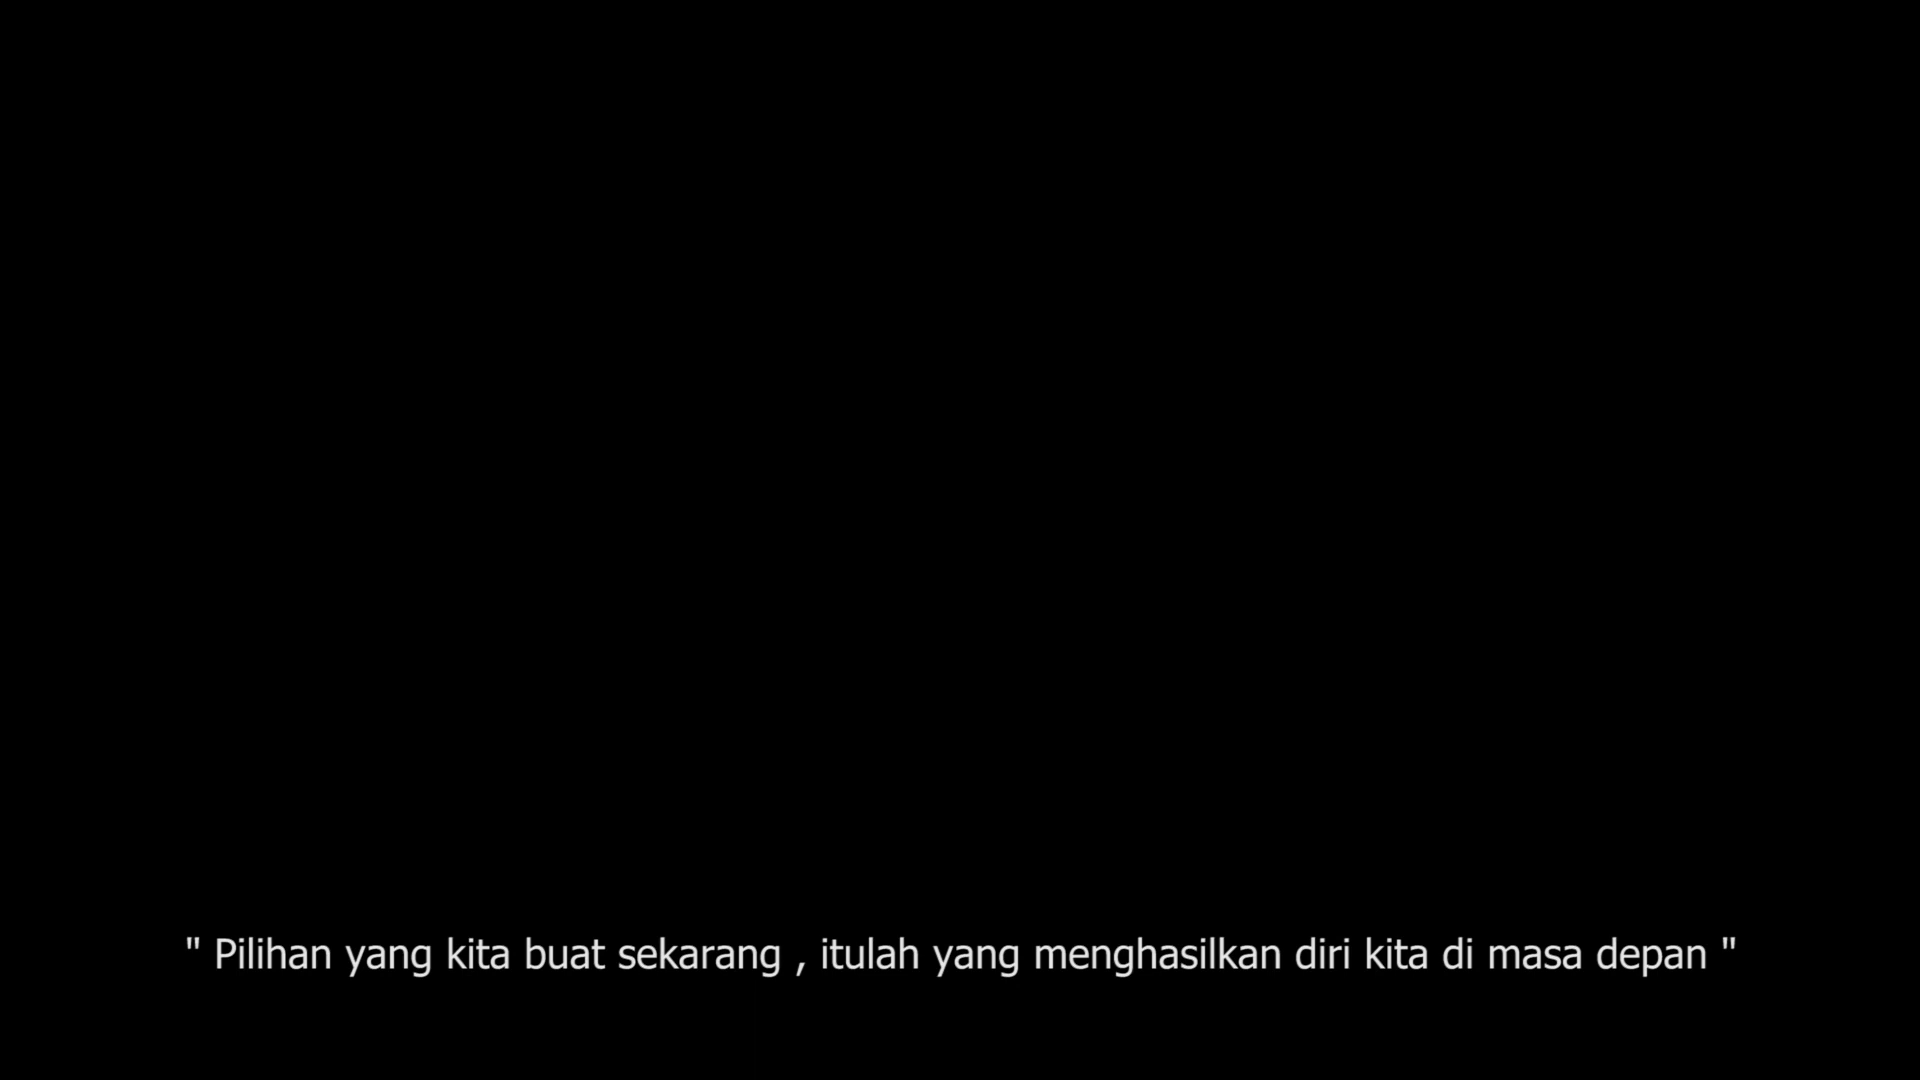 " Pilihan yang kita buat sekarang , itulah yang menghasilkan diri kita di masa depan "